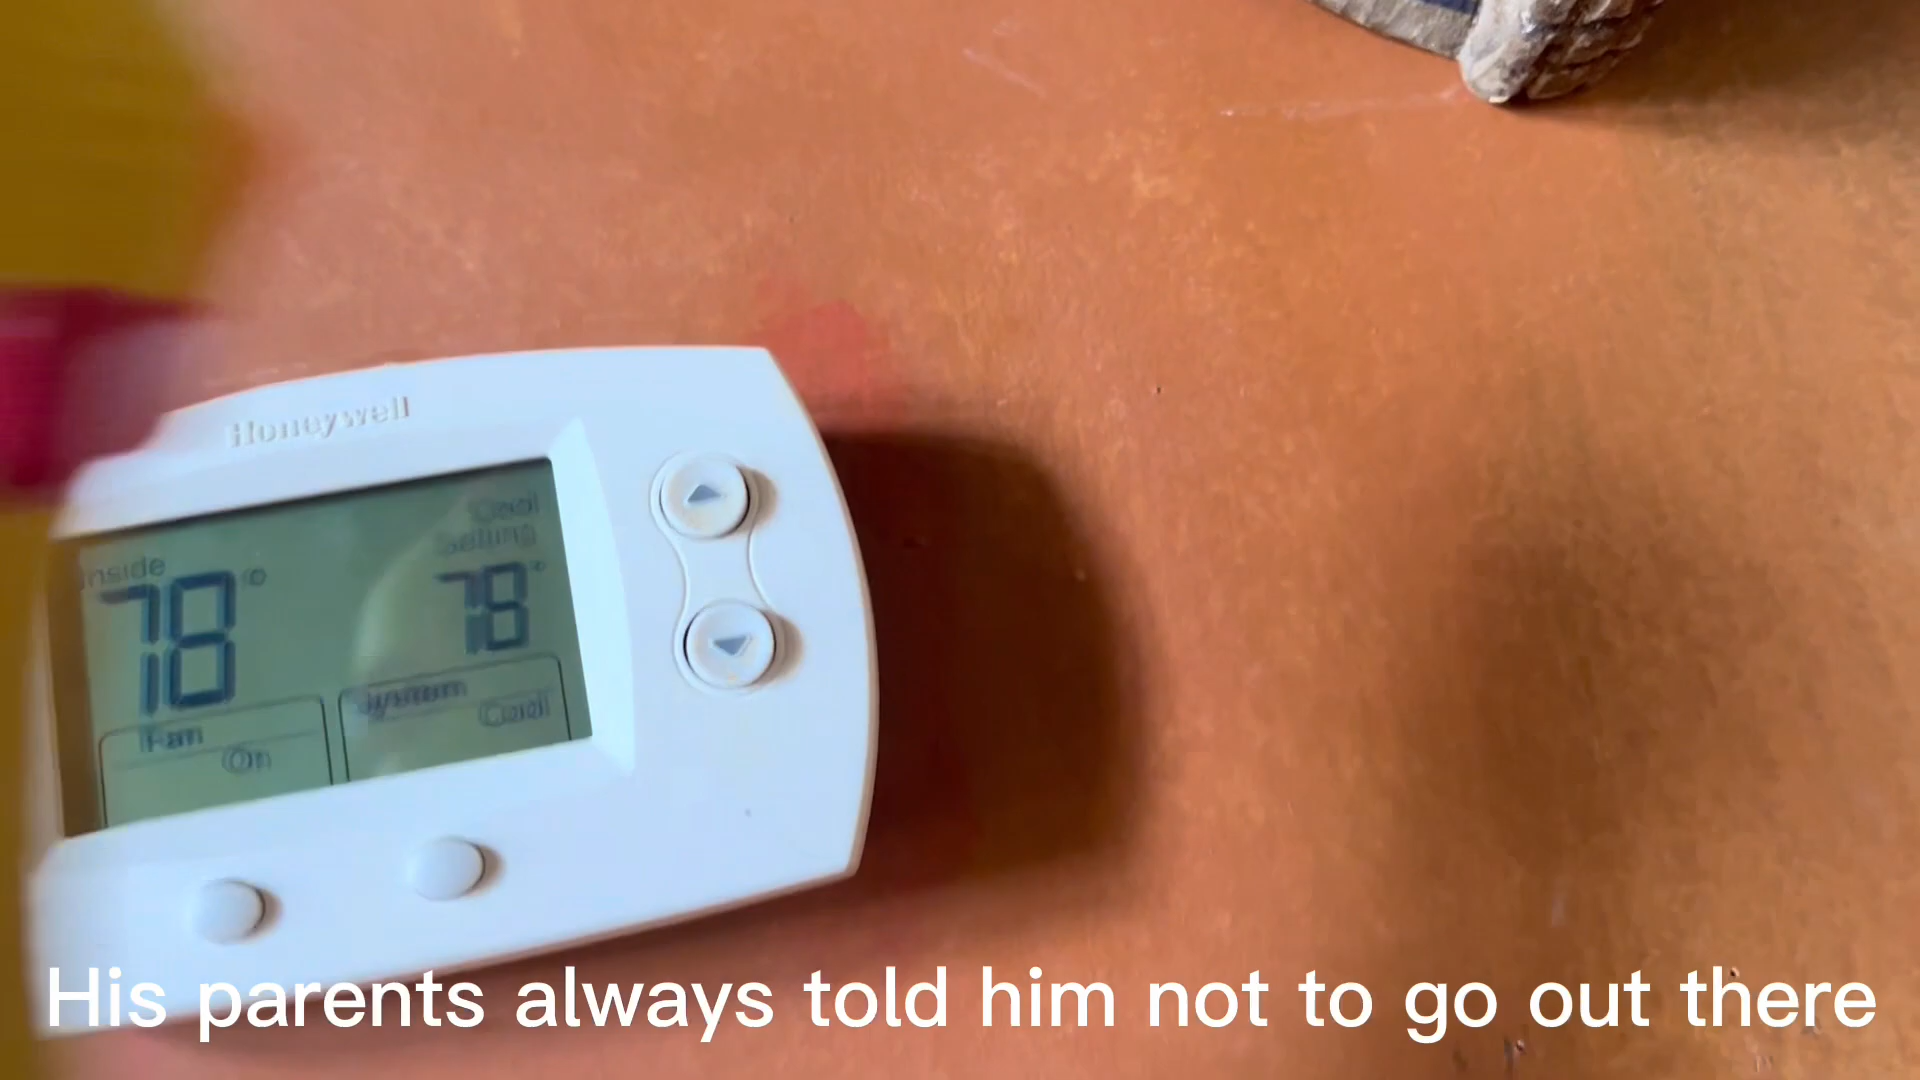 Honeywell
Cool
Setting
Inside
78° 78°
System
Cool
Fan
On
His parents always told him not to go out there